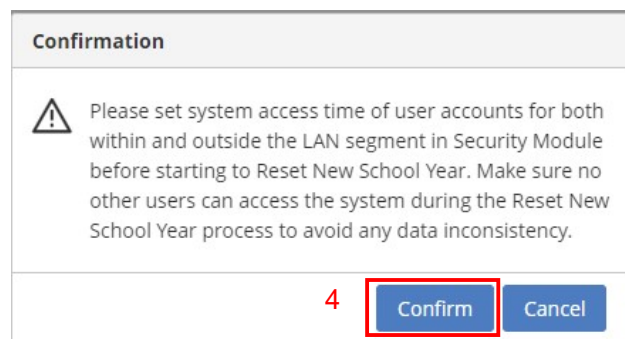 Confirmation
Please set system access time of user accounts for both
within and outside the LAN segment in Security Module
before starting to Reset New School Year. Make sure no
other users can access the system during the Reset New
School Year process to avoid any data inconsistency.
4 Confirm Cancel